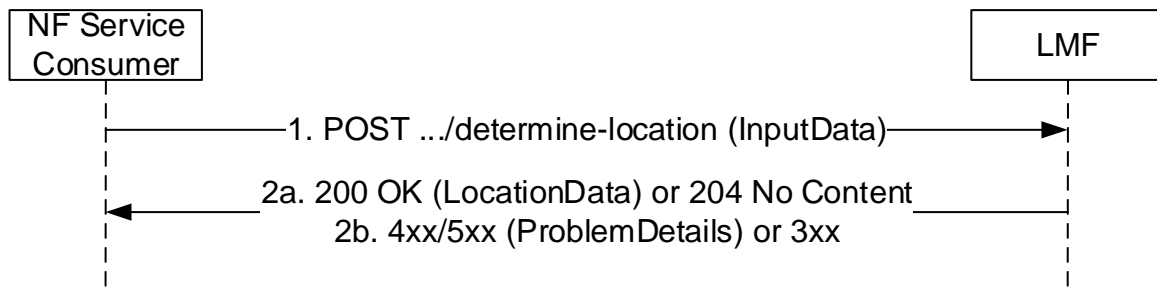 NF Service
Consumer
LMF
1. POST .../determine-location (InputData)
2a. 200 OK (LocationData) or 204 No Content
2b. 4xx/5xx (ProblemDetails) or 3xx